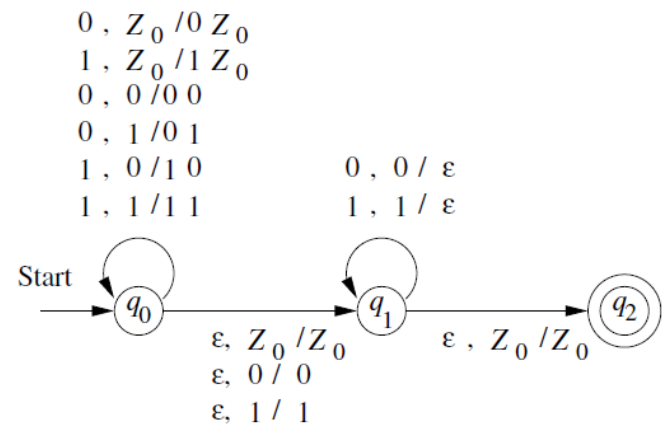 0 , Z0 /0 Z0
1 , Z0 /1 Z0
0 , 0 /0 0
0 , 1 /0 1
1 , 0 /1 0
1 , 1 /1 1
0 , 0 / ε
1 , 1 / ε
Start
q0
q1
q2
ε, Z0 /Z0
ε, 0 / 0
ε, 1 / 1
ε , Z0 /Z0